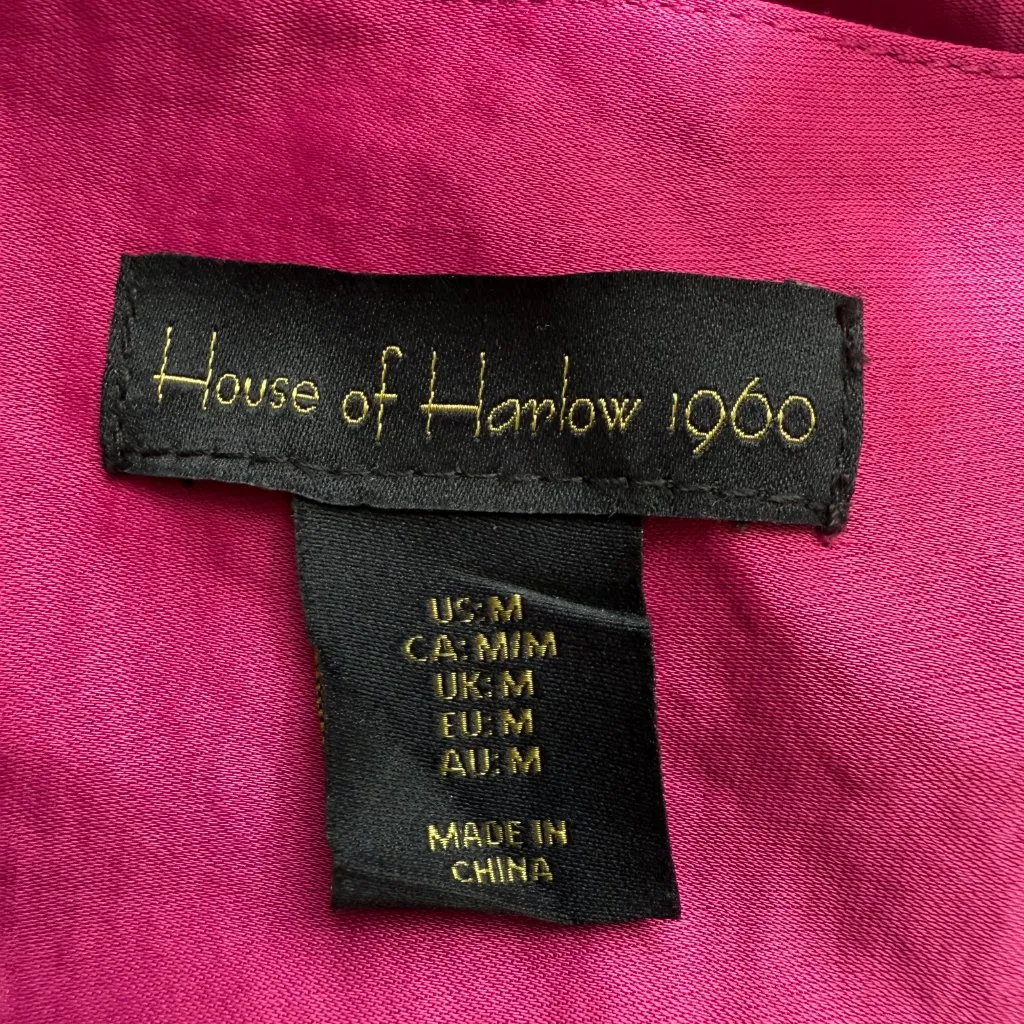 House of Harlow 1960
US: M
CA: M/M
UK: M
EU: M
AU: M
MADE IN
CHINA